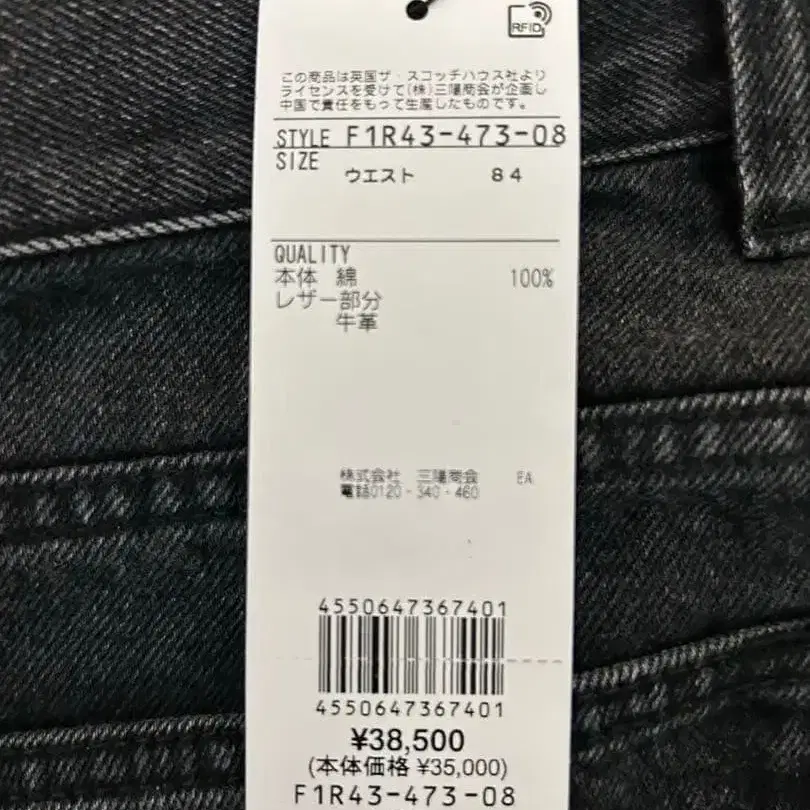 RFID
この商品は英国ザ・スコッチハウス社より
ライセンスを受けて(株)三陽商会が企画し
中国で責任をもって生産したものです。
STYLE F1R43-473-08
SIZE
ウエスト 84
QUALITY
本体 綿 100%
レザー部分
牛革
株式会社 三陽商会 EA
電話0120-340-460
4550647367401
4550647367401
¥38,500
(本体価格 ¥35,000)
F1R43-473-08